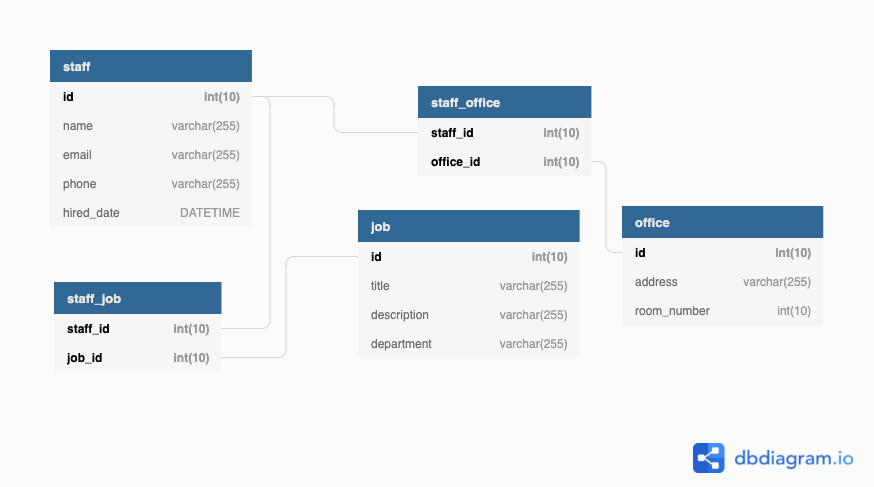 staff
id int(10)
name varchar(255)
email varchar(255)
phone varchar(255)
hired_date DATETIME
staff_office
staff_id int(10)
office_id int(10)
job
id int(10)
title varchar(255)
description varchar(255)
department varchar(255)
office
id int(10)
address varchar(255)
room_number int(10)
staff_job
staff_id int(10)
job_id int(10)
dbdiagram.io